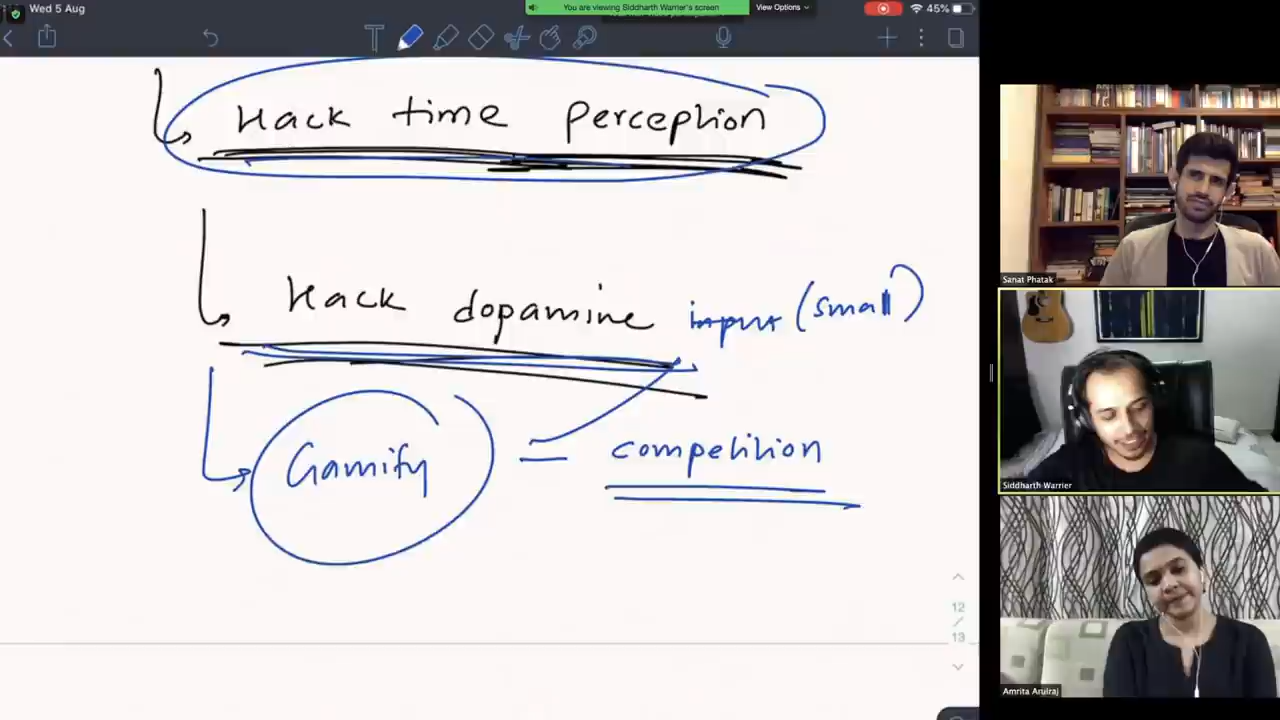 Wed 5 Aug
You are viewing Siddharth Warrier's screen
View Options
45%
T
Hack time perception
Hack dopamine input (small)
Gamify = competition
12
/
13
Sanat Phatak
Siddharth Warrier
Amrita Arulraj